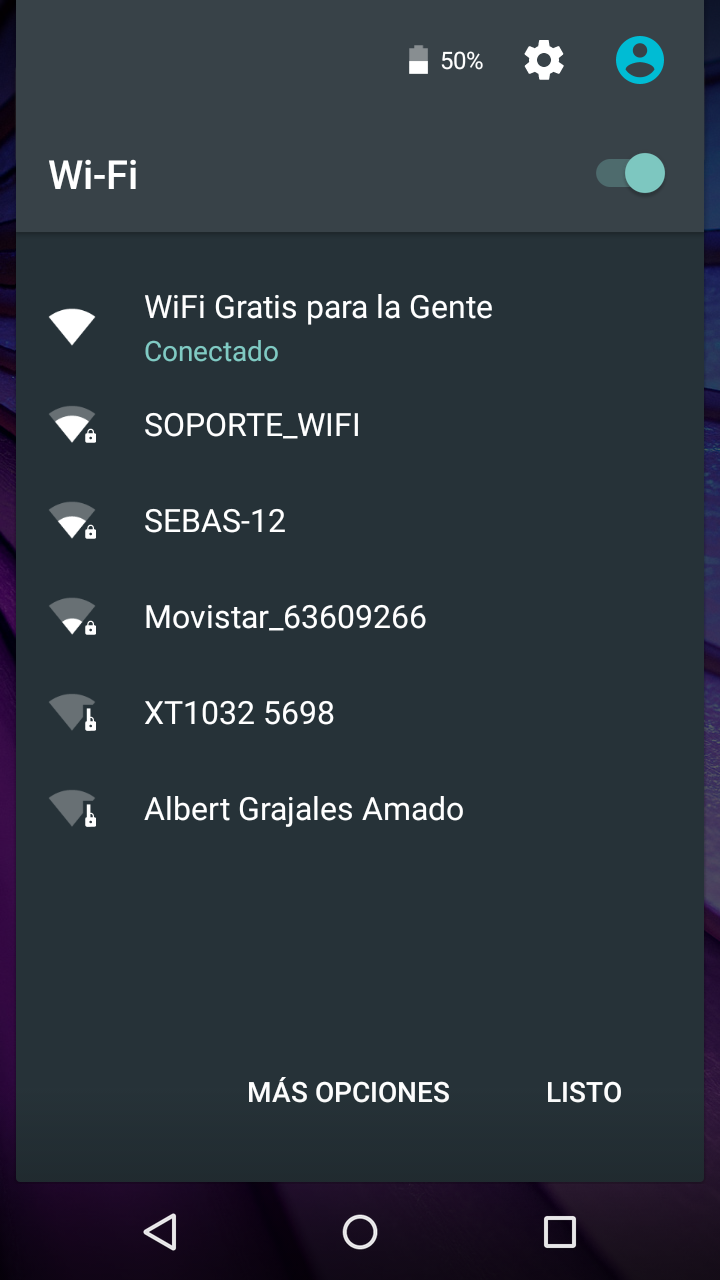 50%
Wi-Fi
WiFi Gratis para la Gente
Conectado
SOPORTE_WIFI
SEBAS-12
Movistar_63609266
XT1032 5698
Albert Grajales Amado
MÁS OPCIONES
LISTO